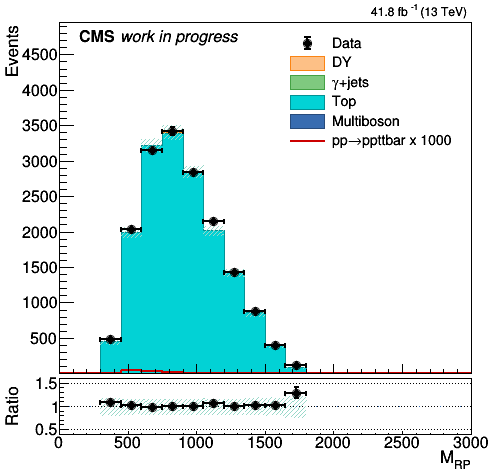 41.8 fb⁻¹ (13 TeV)
CMS work in progress
Events
4500
4000
3500
3000
2500
2000
1500
1000
500
Data
DY
γ+jets
Top
Multiboson
pp→ppttbar x 1000
Ratio
1.5
1
0.5
0 500 1000 1500 2000 2500 3000
M_RP